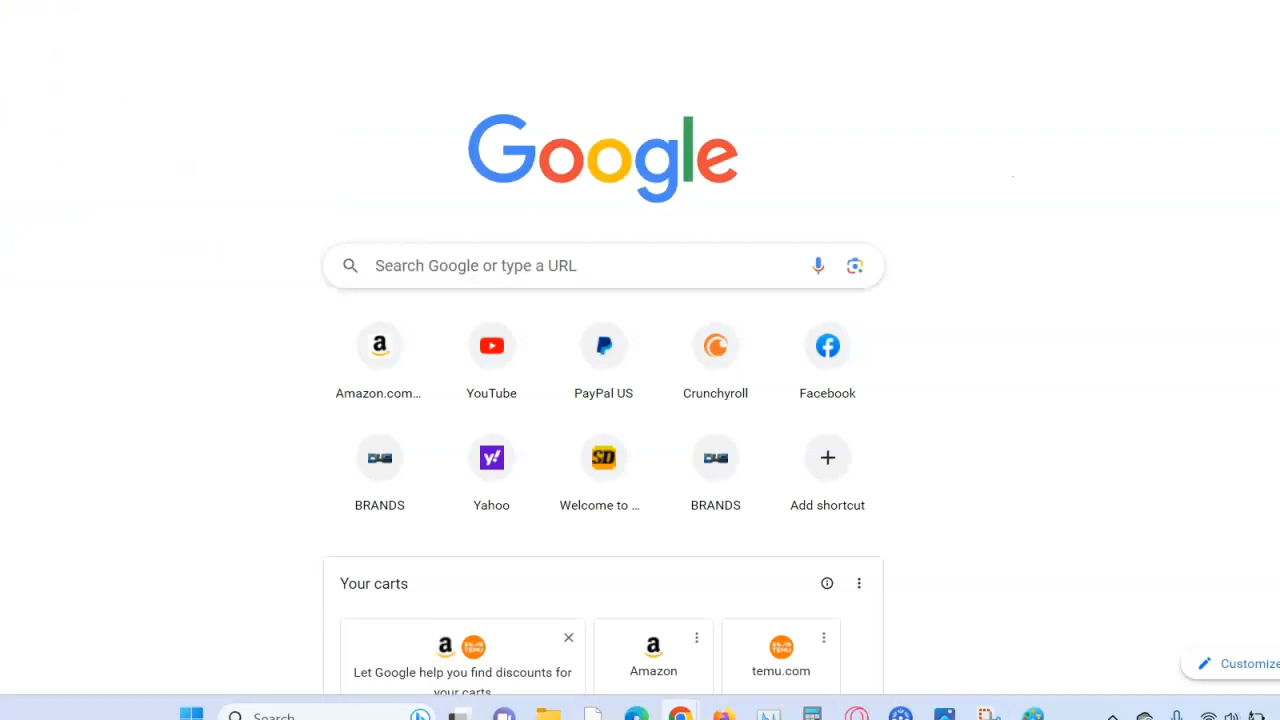 Google
Search Google or type a URL
Amazon.com...
YouTube
PayPal US
Crunchyroll
Facebook
BRANDS
Yahoo
Welcome to ...
BRANDS
Add shortcut
Your carts
Let Google help you find discounts for
your carts
Amazon
temu.com
Customize
Search